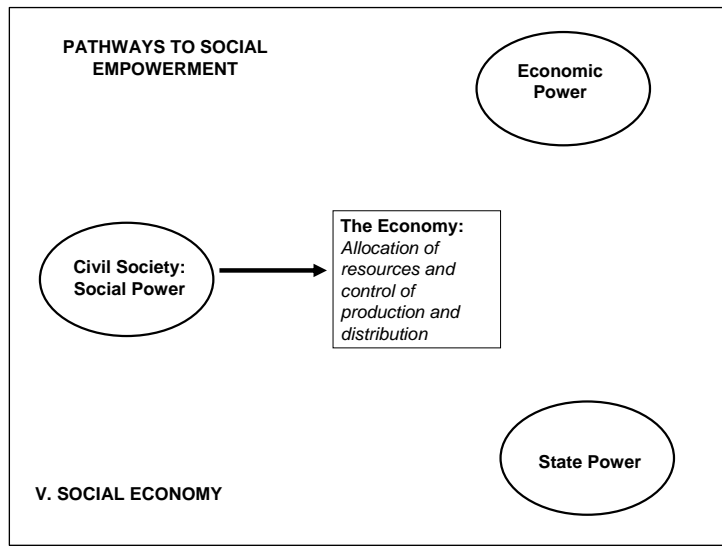 PATHWAYS TO SOCIAL
EMPOWERMENT
Economic
Power
Civil Society:
Social Power
The Economy:
Allocation of
resources and
control of
production and
distribution
State Power
V. SOCIAL ECONOMY